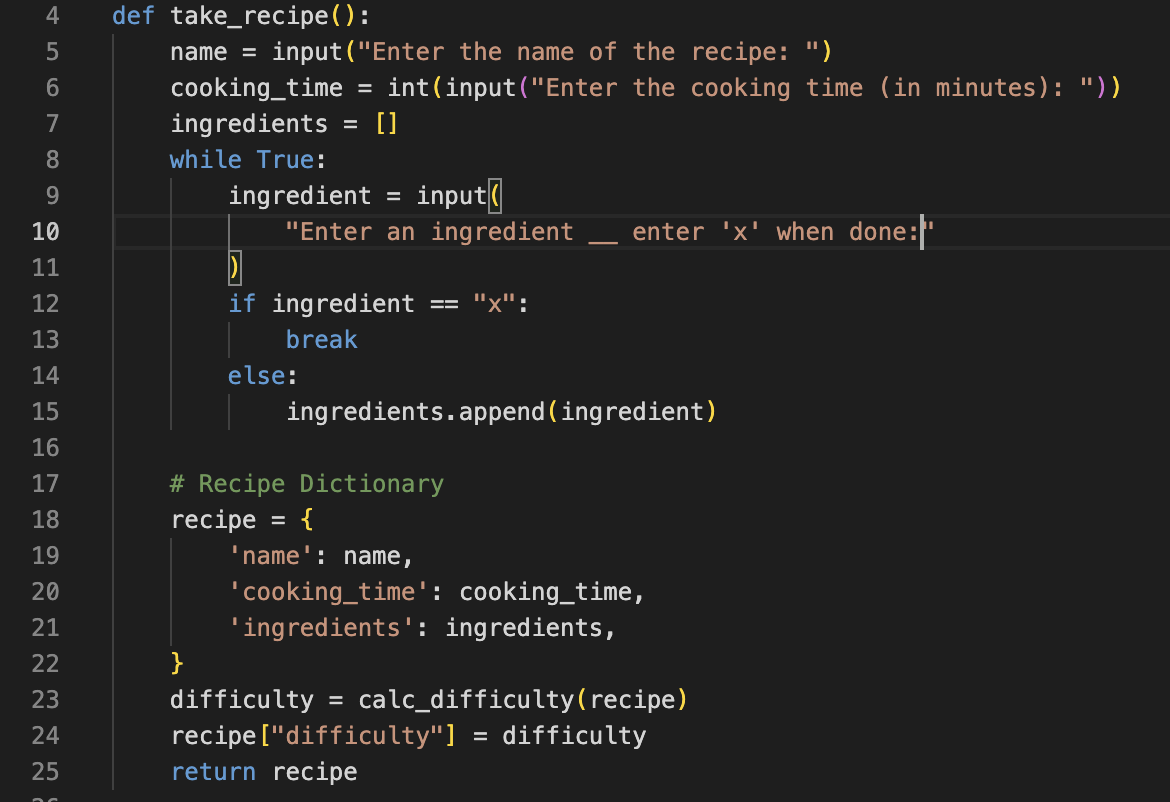 4 def take_recipe():
5 name = input("Enter the name of the recipe: ")
6 cooking_time = int(input("Enter the cooking time (in minutes): "))
7 ingredients = []
8 while True:
9 ingredient = input(
10 "Enter an ingredient __ enter 'x' when done:"
11 )
12 if ingredient == "x":
13 break
14 else:
15 ingredients.append(ingredient)
16
17 # Recipe Dictionary
18 recipe = {
19 'name': name,
20 'cooking_time': cooking_time,
21 'ingredients': ingredients,
22 }
23 difficulty = calc_difficulty(recipe)
24 recipe["difficulty"] = difficulty
25 return recipe